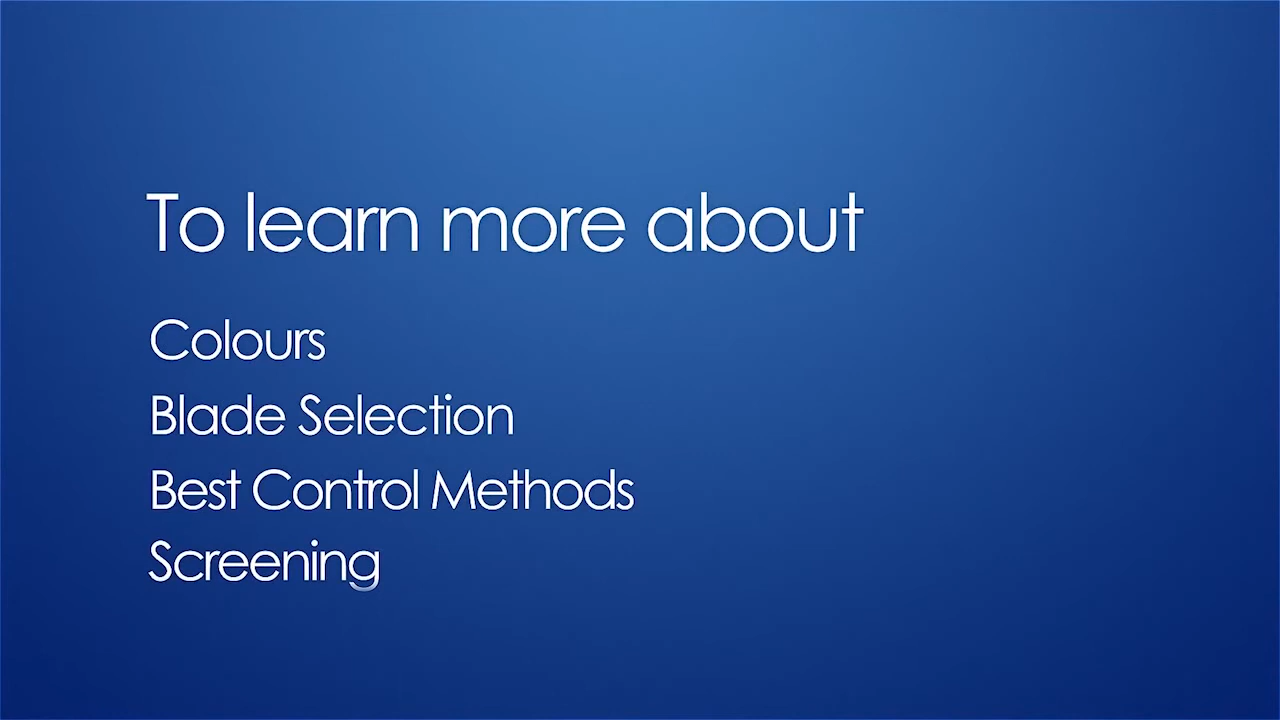 To learn more about
Colours
Blade Selection
Best Control Methods
Screening